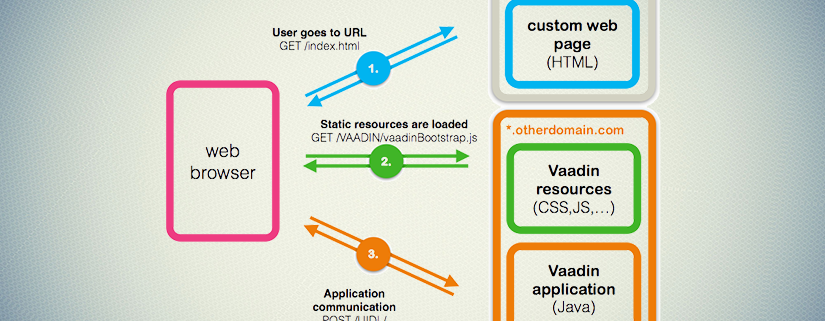 User goes to URL
GET /index.html
1.
custom web
page
(HTML)
web
browser
Static resources are loaded
GET /VAADIN/vaadinBootstrap.js
2.
*.otherdomain.com
Vaadin
resources
(CSS,JS,...)
3.
Application
communication
POST /UIDL/
Vaadin
application
(Java)